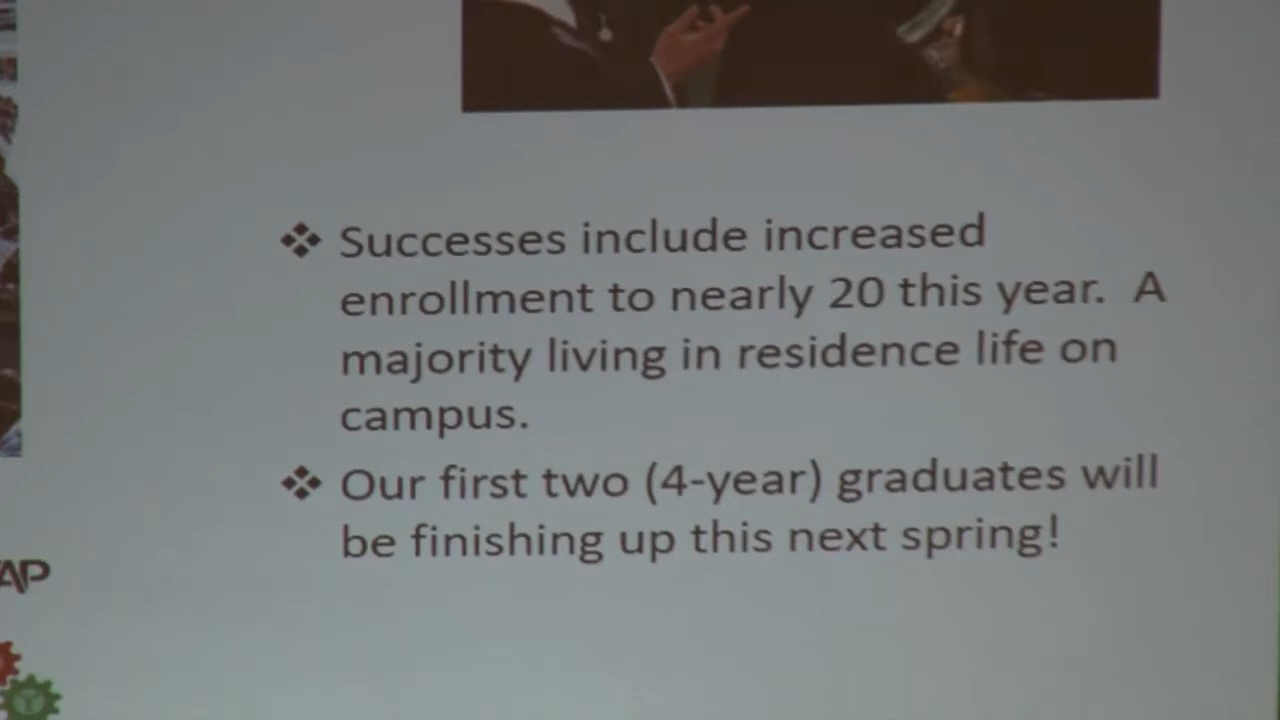 Successes include increased
enrollment to nearly 20 this year. A
majority living in residence life on
campus.
Our first two (4-year) graduates will
be finishing up this next spring!
AP